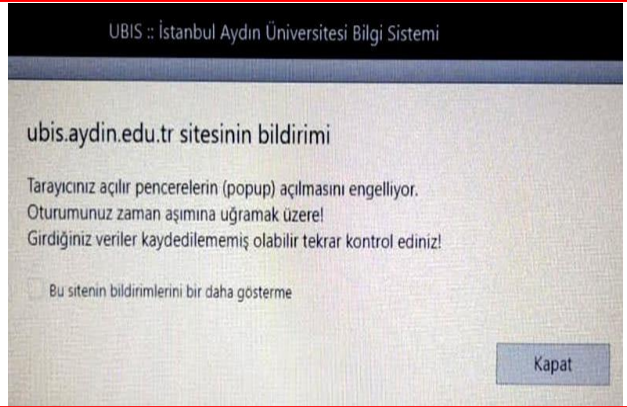 UBIS :: İstanbul Aydın Üniversitesi Bilgi Sistemi
ubis.aydin.edu.tr sitesinin bildirimi
Tarayıcınız açılır pencerelerin (popup) açılmasını engelliyor.
Oturumunuz zaman aşımına uğramak üzere!
Girdiğiniz veriler kaydedilememiş olabilir tekrar kontrol ediniz!
Bu sitenin bildirimlerini bir daha gösterme
Kapat